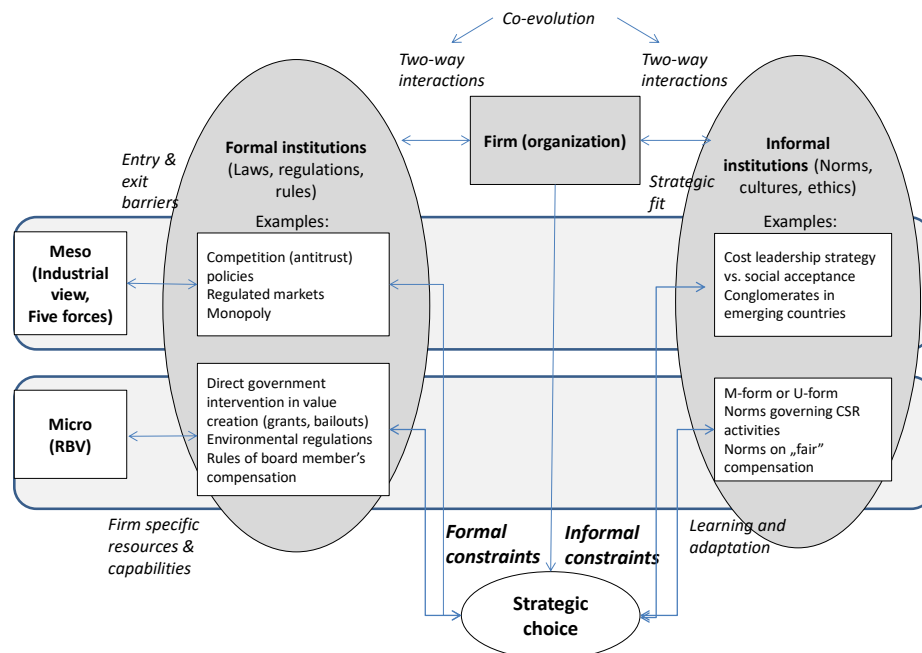 Co-evolution
Two-way
interactions
Two-way
interactions
Firm (organization)
Formal institutions
(Laws, regulations,
rules)
Informal
institutions (Norms,
cultures, ethics)
Entry &
exit
barriers
Strategic
fit
Examples:
Examples:
Meso
(Industrial
view,
Five forces)
Competition (antitrust)
policies
Regulated markets
Monopoly
Cost leadership strategy
vs. social acceptance
Conglomerates in
emerging countries
Micro
(RBV)
Direct government
intervention in value
creation (grants, bailouts)
Environmental regulations
Rules of board member’s
compensation
M-form or U-form
Norms governing CSR
activities
Norms on „fair”
compensation
Firm specific
resources &
capabilities
Formal
constraints
Informal
constraints
Learning and
adaptation
Strategic
choice